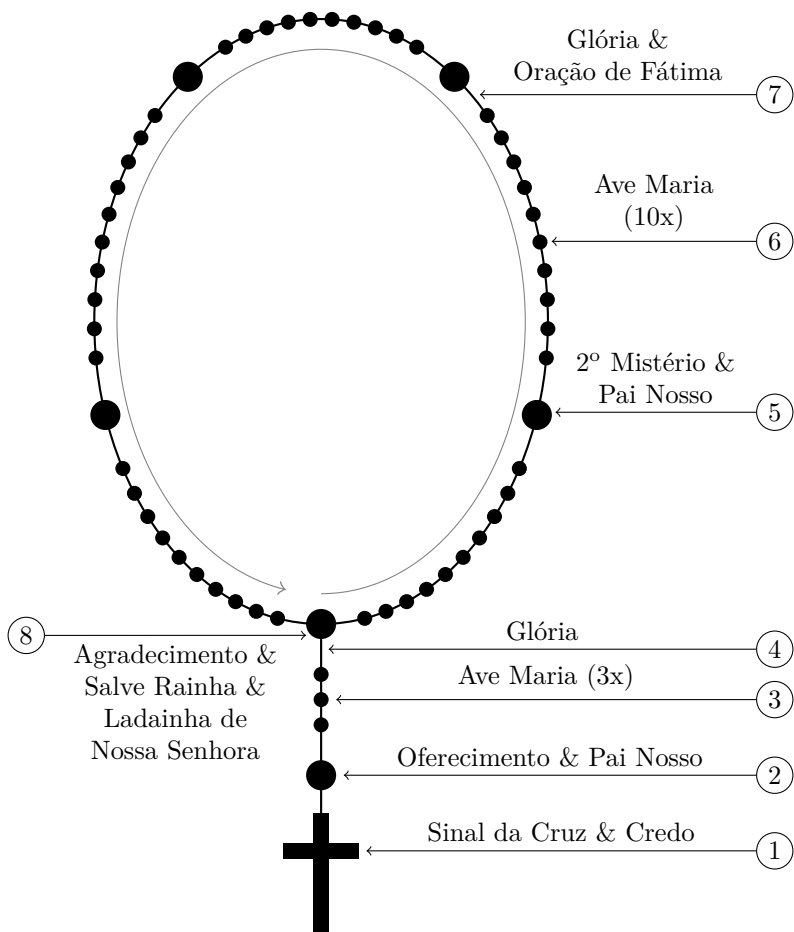 Glória &
Oração de Fátima
7
Ave Maria
(10x)
6
2º Mistério &
Pai Nosso
5
8
Agradecimento &
Salve Rainha &
Ladainha de
Nossa Senhora
Glória
4
Ave Maria (3x)
3
Oferecimento & Pai Nosso
2
Sinal da Cruz & Credo
1